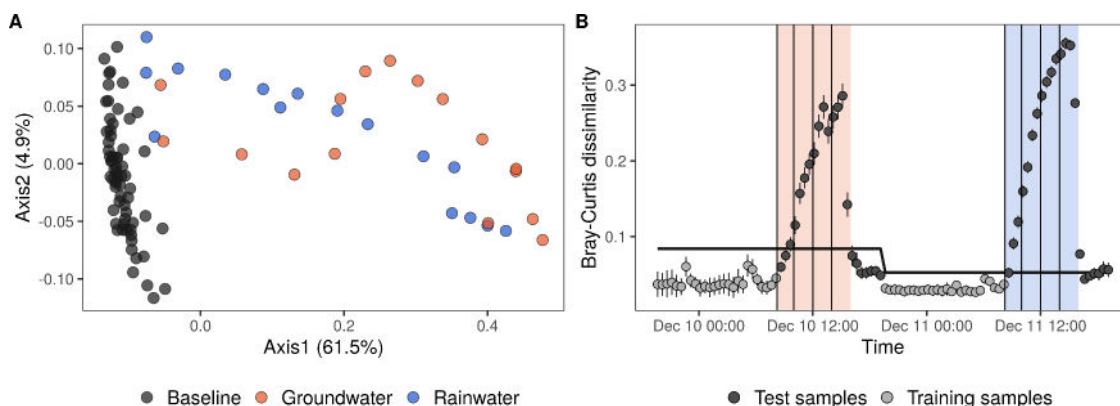 A
0.10
0.05
0.00
-0.05
-0.10
Axis2 (4.9%)
0.0
0.2
0.4
Axis1 (61.5%)
Baseline
Groundwater
Rainwater
B
0.3
0.2
0.1
Bray-Curtis dissimilarity
Dec 10 00:00
Dec 10 12:00
Dec 11 00:00
Dec 11 12:00
Time
Test samples
Training samples